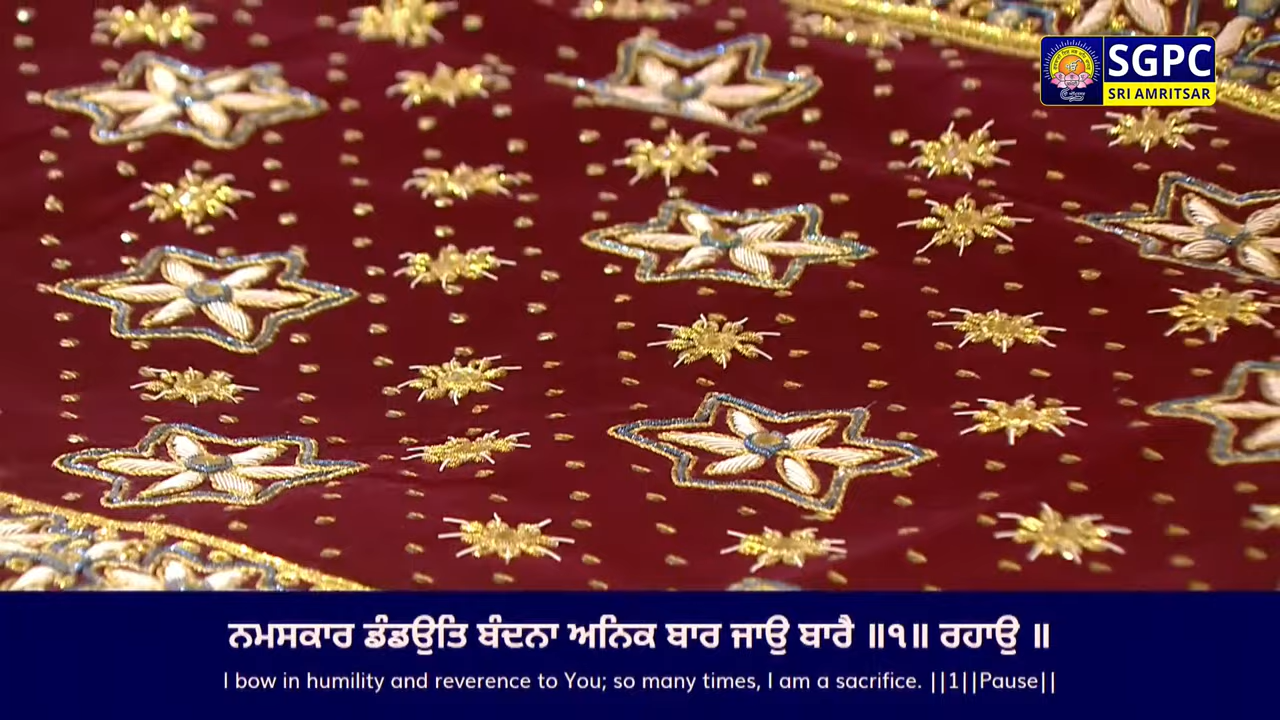 SGPC
SRI AMRITSAR
ਨਮਸਕਾਰ ਡੰਡਉਤਿ ਬੰਦਨਾ ਅਨਿਕ ਬਾਰ ਜਾਉ ਬਾਰੈ ॥੧॥ ਰਹਾਉ ॥
I bow in humility and reverence to You; so many times, I am a sacrifice. ||1||Pause||